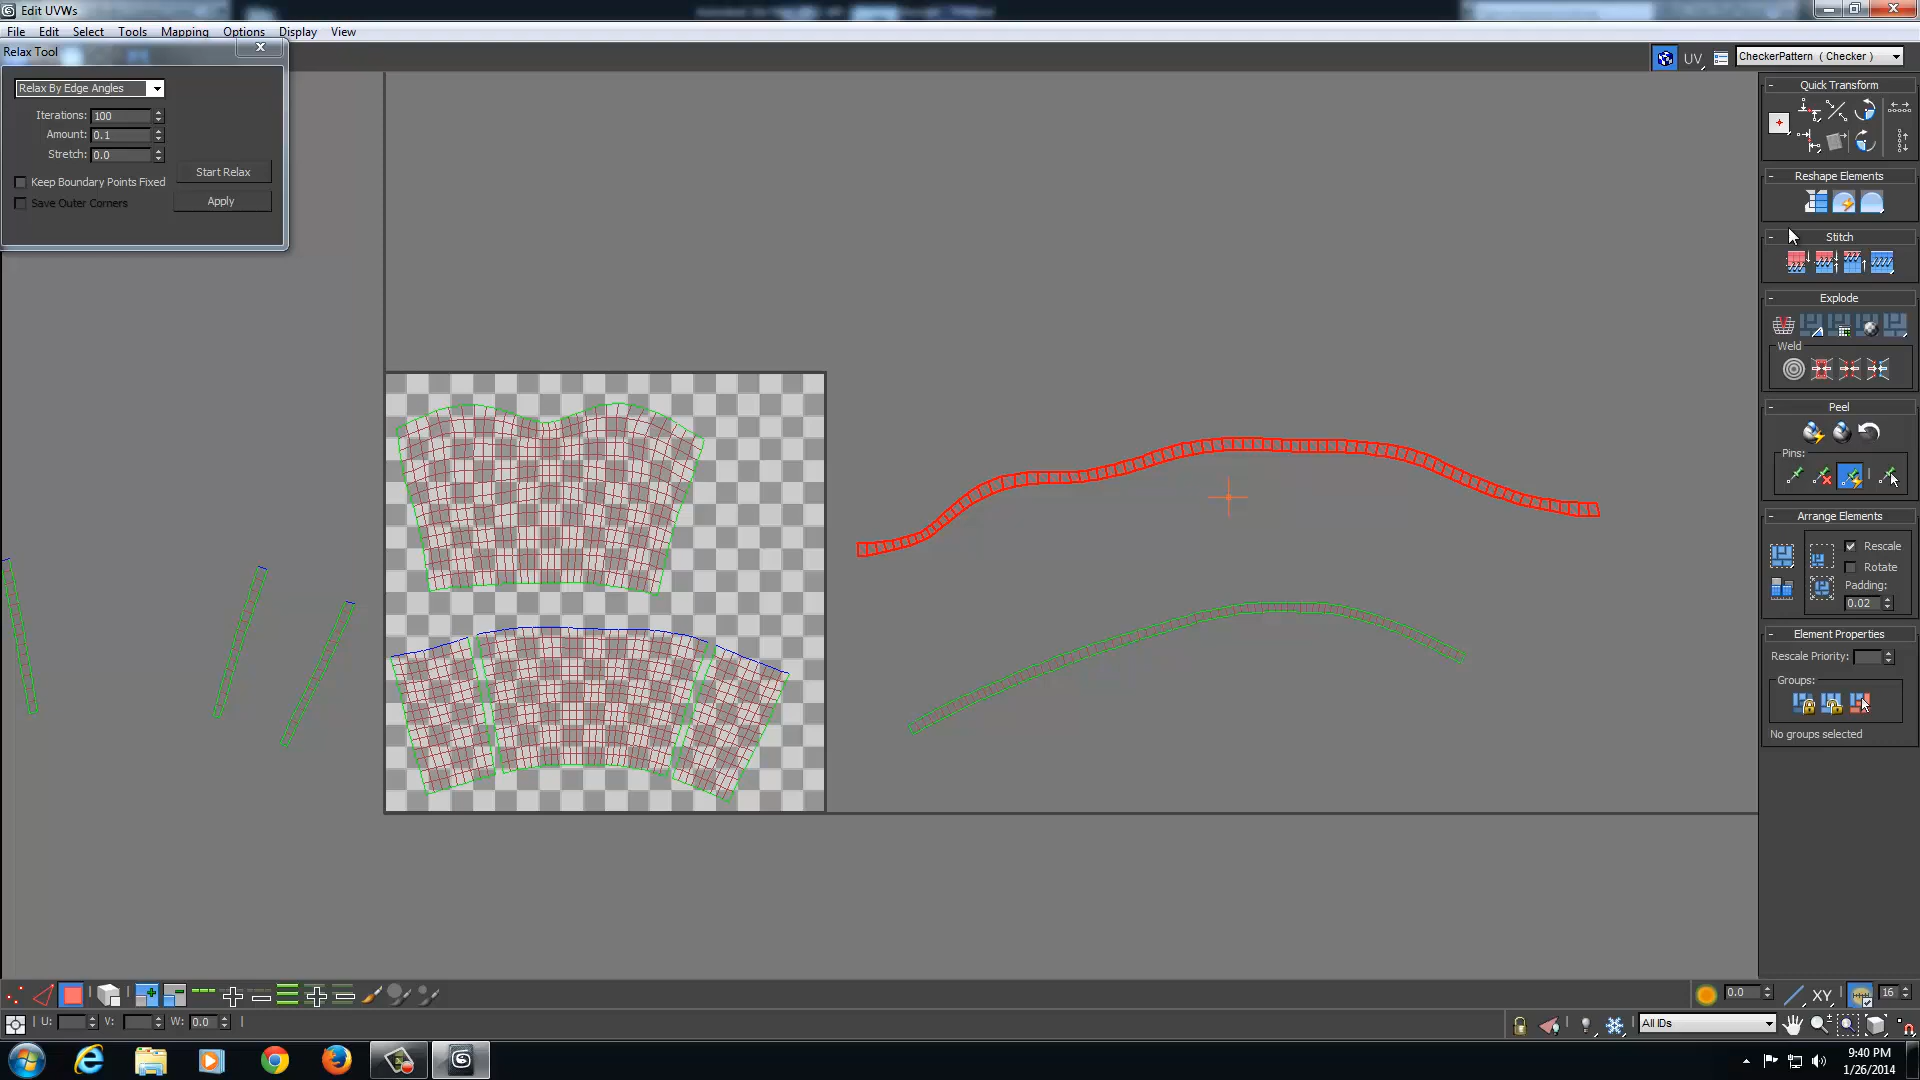 Edit UVWs
File Edit Select Tools Mapping Options Display View
Relax Tool
Relax By Edge Angles
Iterations: 100
Amount: 0.1
Stretch: 0.0
Start Relax
Keep Boundary Points Fixed
Apply
Save Outer Corners
UV
CheckerPattern ( Checker )
Quick Transform
Reshape Elements
Stitch
Explode
Weld
Peel
Pins:
Arrange Elements
Rescale
Rotate
Padding:
0.02
Element Properties
Rescale Priority:
Groups:
No groups selected
0.0 XY 16
U: V: W: 0.0
All IDs
9:40 PM
1/26/2014